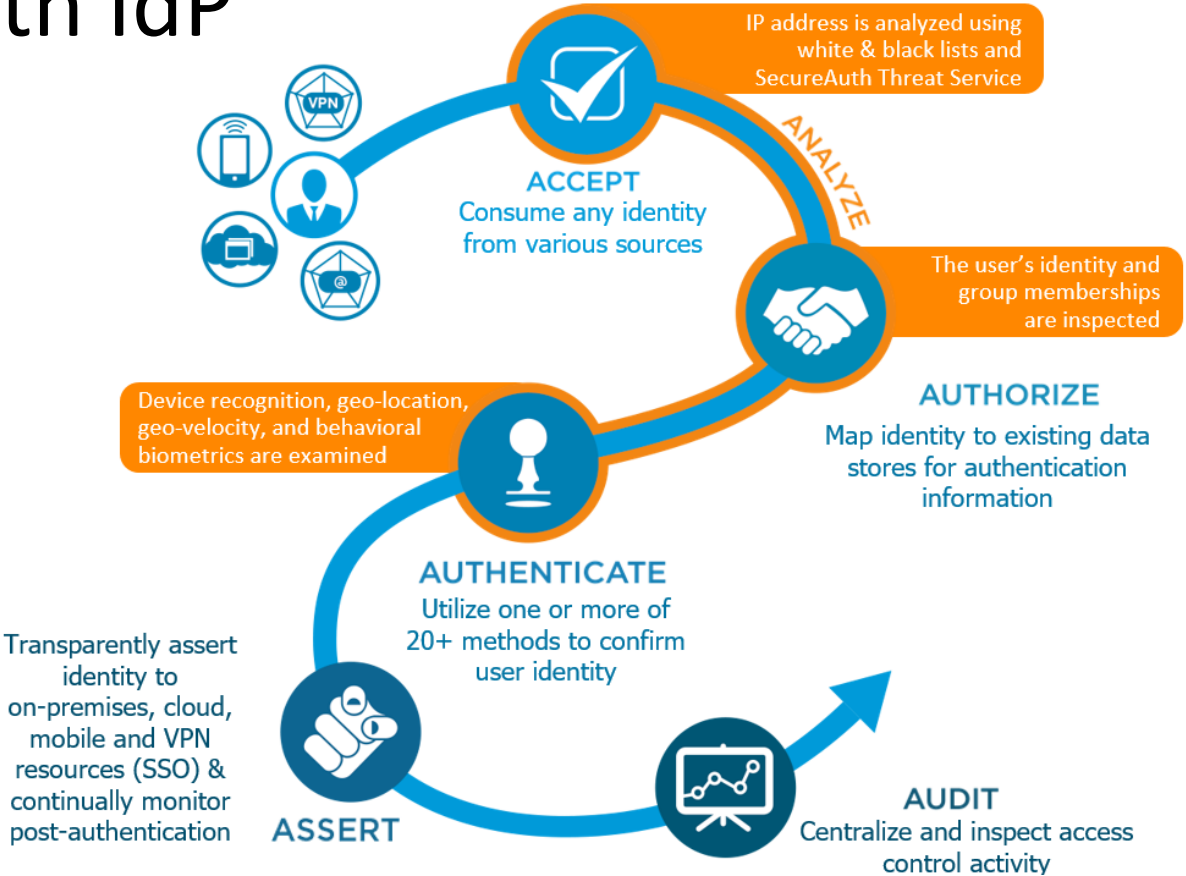 th IdP
IP address is analyzed using
white & black lists and
SecureAuth Threat Service
VPN
@
ANALYZE
ACCEPT
Consume any identity
from various sources
The user’s identity and
group memberships
are inspected
AUTHORIZE
Map identity to existing data
stores for authentication
information
Device recognition, geo-location,
geo-velocity, and behavioral
biometrics are examined
AUTHENTICATE
Utilize one or more of
20+ methods to confirm
user identity
Transparently assert
identity to
on-premises, cloud,
mobile and VPN
resources (SSO) &
continually monitor
post-authentication
ASSERT
AUDIT
Centralize and inspect access
control activity